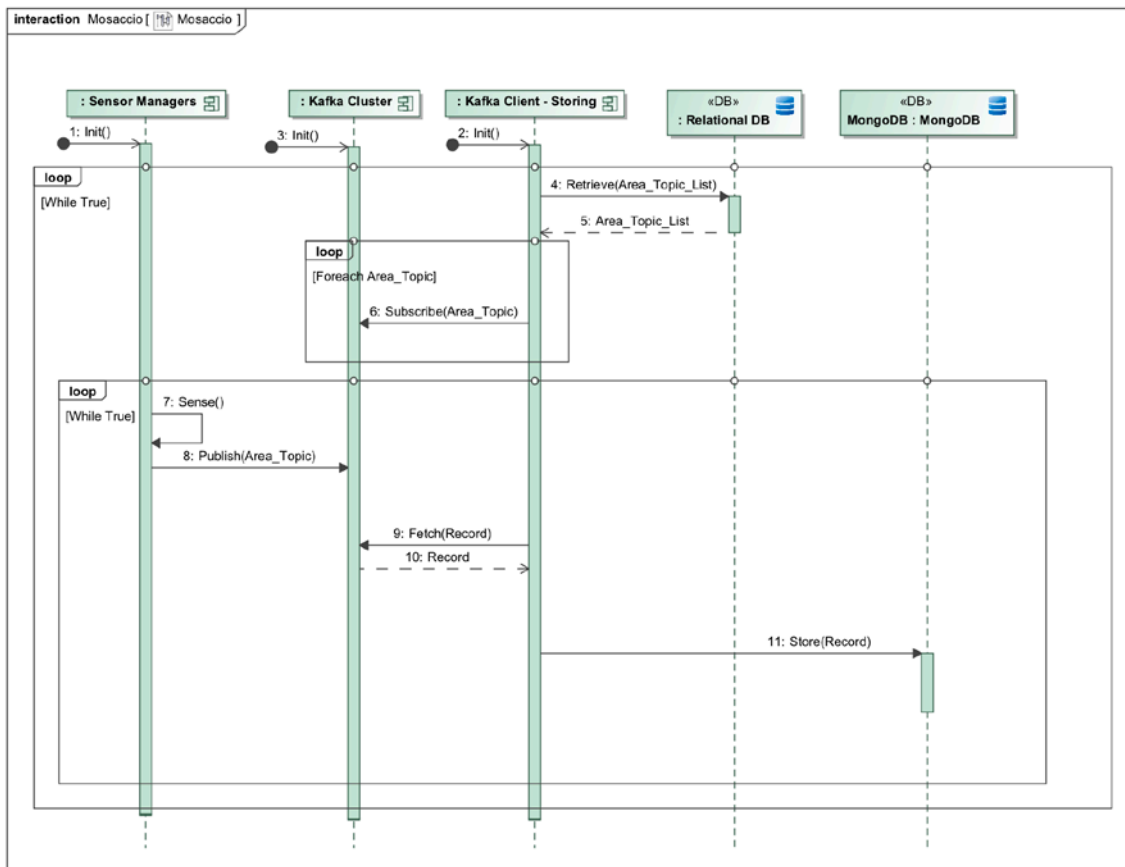 interaction Mosaccio [ Mosaccio ]
: Sensor Managers
: Kafka Cluster
: Kafka Client - Storing
«DB»
: Relational DB
«DB»
MongoDB : MongoDB
1: Init()
3: Init()
2: Init()
loop
[While True]
4: Retrieve(Area_Topic_List)
5: Area_Topic_List
loop
[Foreach Area_Topic]
6: Subscribe(Area_Topic)
loop
[While True]
7: Sense()
8: Publish(Area_Topic)
9: Fetch(Record)
10: Record
11: Store(Record)